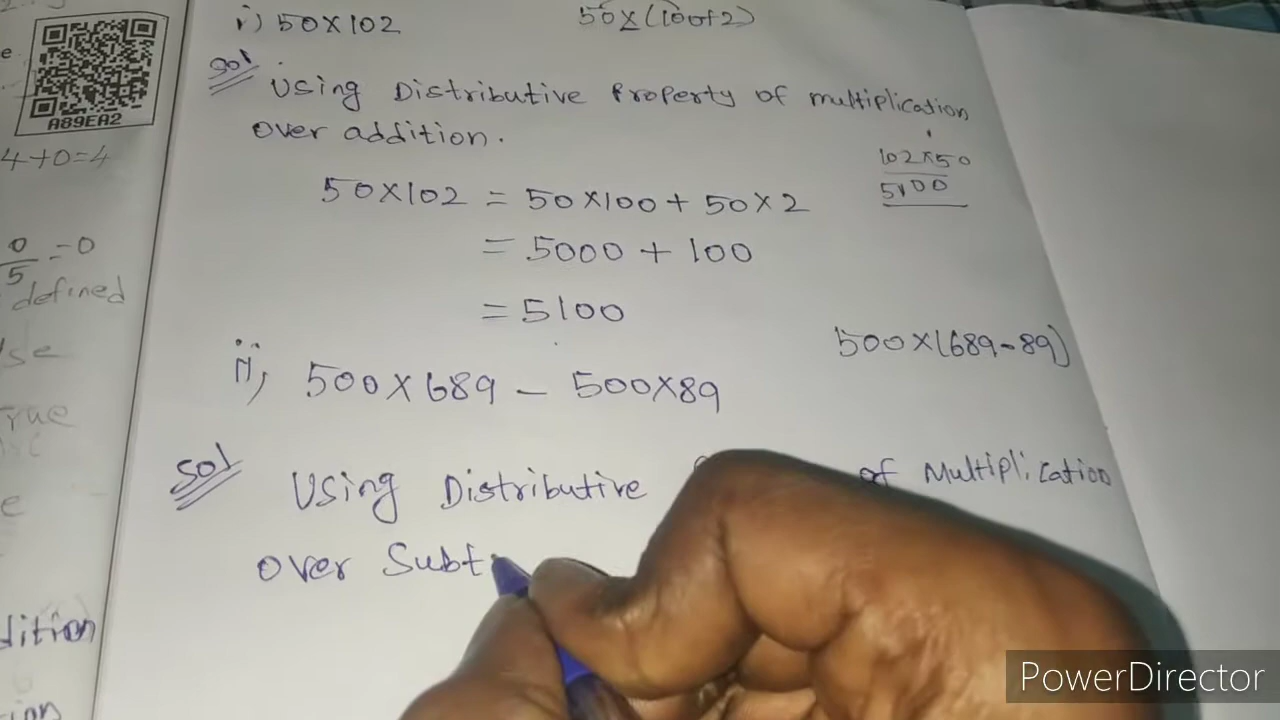 i) 50×102 50×(100+2)
Sol
Using Distributive Property of multiplication
over addition.
102×50
5100
50×102 = 50×100 + 50×2
= 5000 + 100
= 5100
500×(689-89)
ii, 500×689 - 500×89
Sol
Using Distributive of Multiplication
over Subt
e
A89EA2
4+0=4
0/5 = 0
defined
se
rue
e
dition
PowerDirector